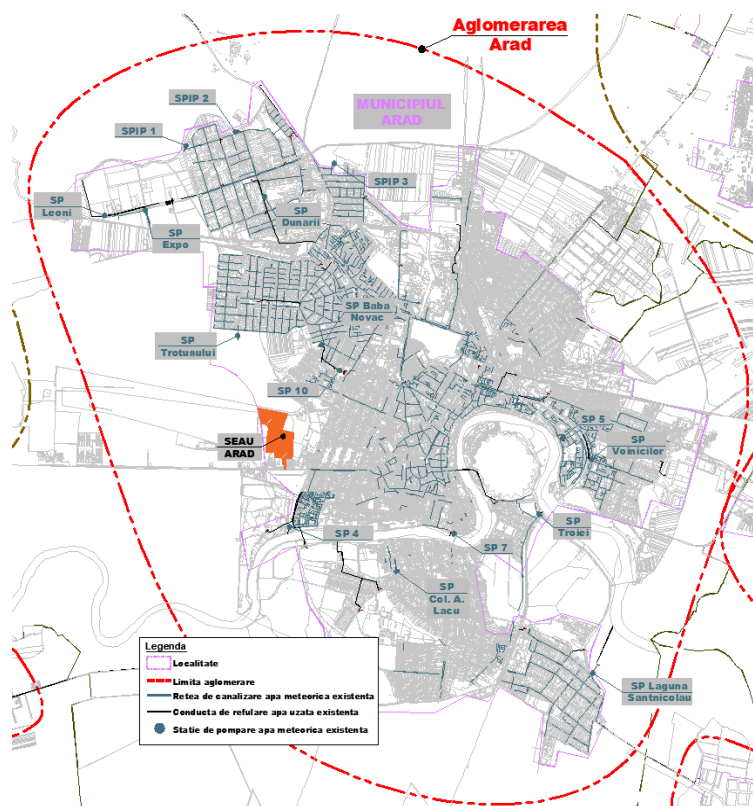 Aglomerarea
Arad
SPIP 2
MUNICIPIUL
ARAD
SPIP 1
SPIP 3
SP
Leoni
SP
Dunarii
SP
Expo
SP Baba
Novac
SP
Trotusului
SP 10
SP 5
SEAU
ARAD
SP
Voinicilor
SP
Troiei
SP 4
SP 7
SP
Col. A.
Lacu
Legenda
Localitate
Limita aglomerare
Retea de canalizare apa meteorica existenta
Conducta de refulare apa uzata existenta
Statie de pompare apa meteorica existenta
SP Laguna
Santnicolau